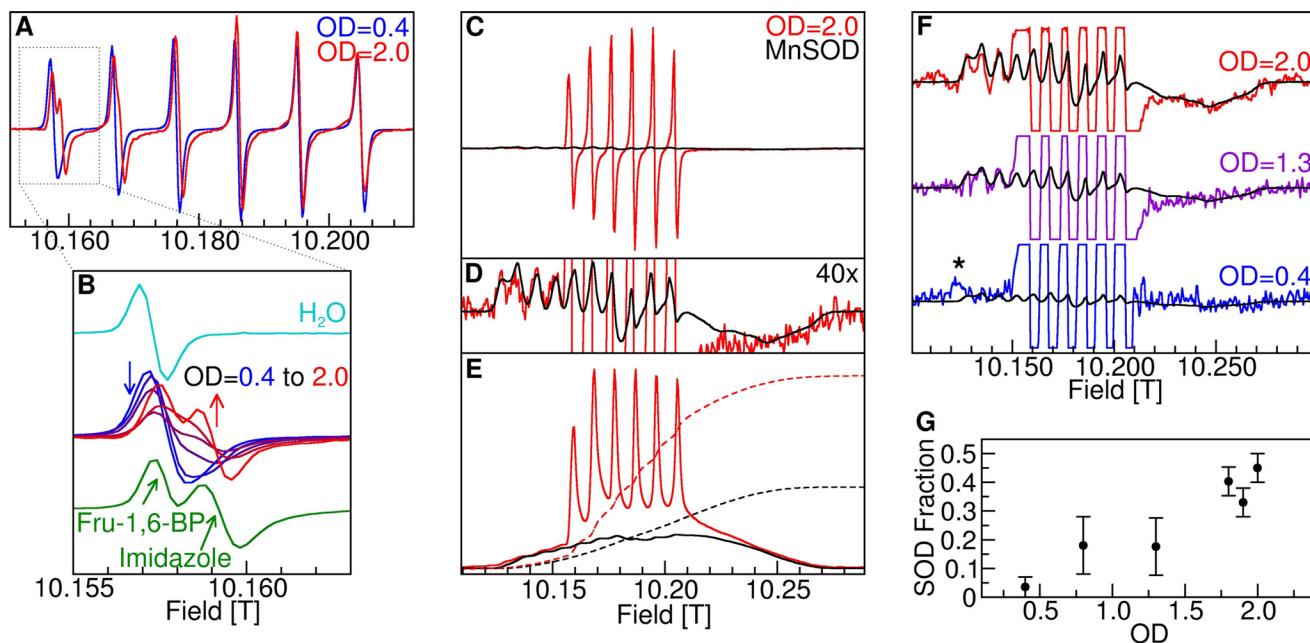 A
OD=0.4
OD=2.0
10.160
10.180
10.200
B
H₂O
OD=0.4 to 2.0
Fru-1,6-BP
Imidazole
10.155
10.160
Field [T]
C
OD=2.0
MnSOD
D
40x
E
10.15
10.20
10.25
Field [T]
F
OD=2.0
OD=1.3
*
OD=0.4
10.150
10.200
10.250
Field [T]
G
SOD Fraction
0.5
0.4
0.3
0.2
0.1
0
0.5
1.0
1.5
2.0
OD